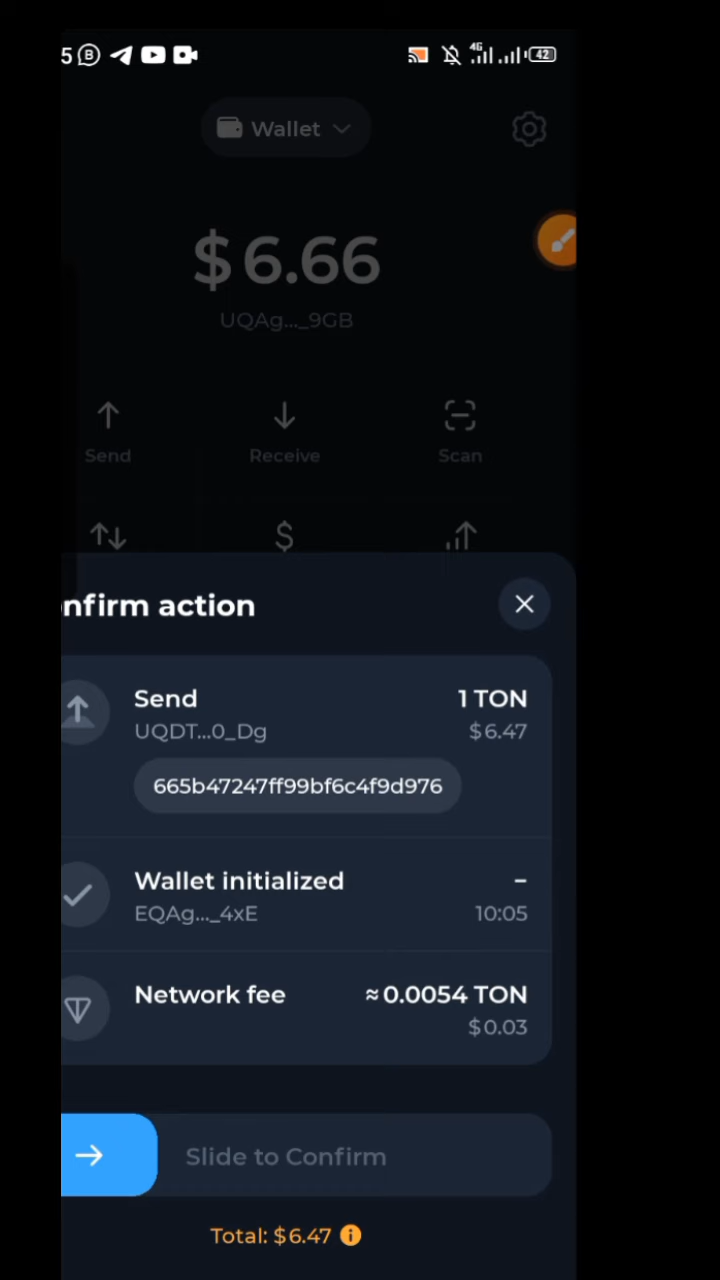 5
4G
42
Wallet
$6.66
UQAg..._9GB
Send
Receive
Scan
nfirm action
Send
1 TON
UQDT...0_Dg
$6.47
665b47247ff99bf6c4f9d976
Wallet initialized
–
EQAg..._4xE
10:05
Network fee
≈0.0054 TON
$0.03
Slide to Confirm
Total: $6.47